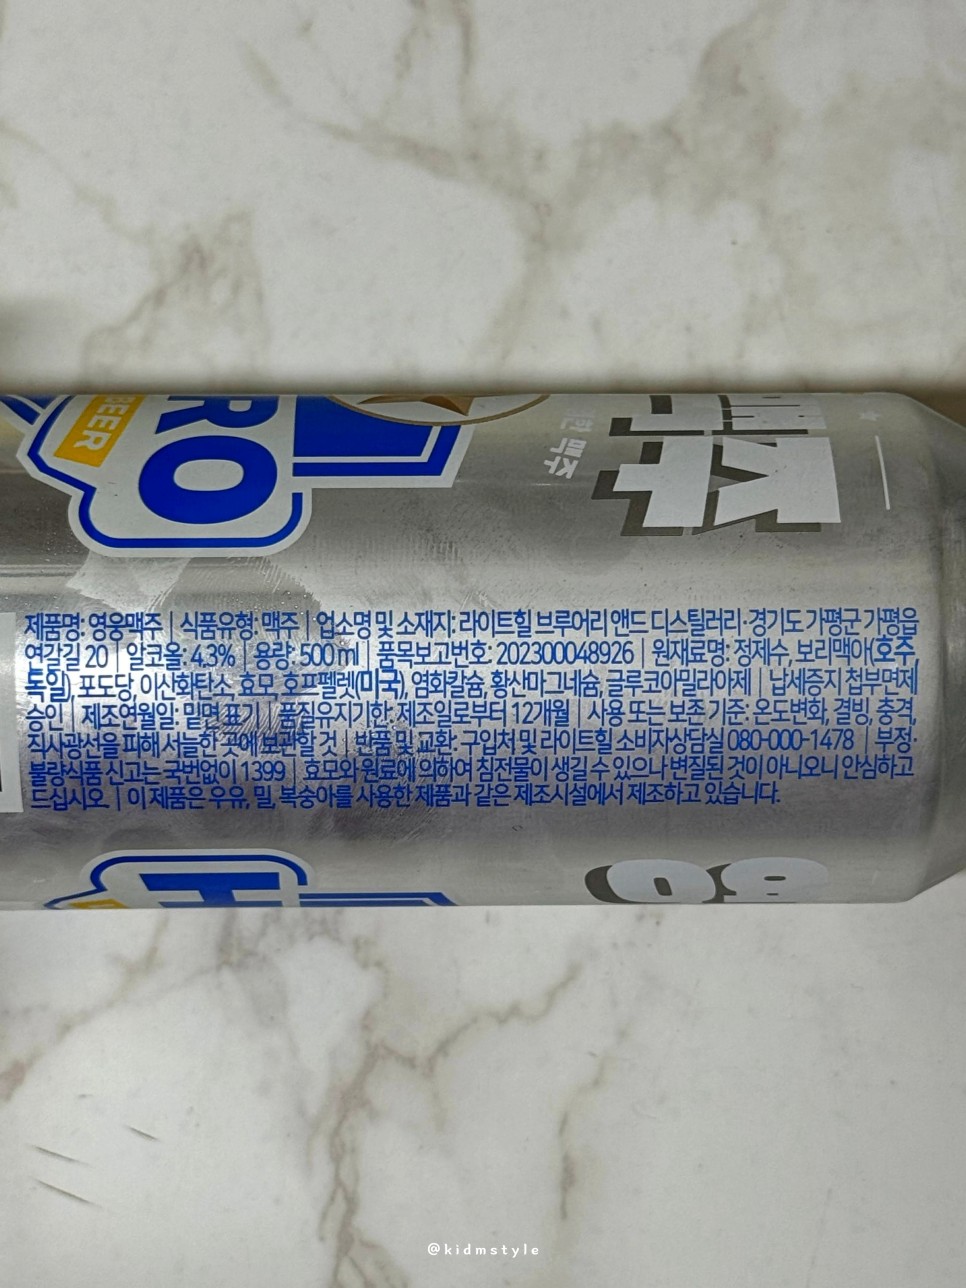 BEER
RO
맥주
맥주
제품명: 영웅맥주 | 식품유형: 맥주 | 업소명 및 소재지: 라이트힐 브루어리 앤드 디스틸러리·경기도 가평군 가평읍
여갈길 20 | 알코올: 4.3% | 용량: 500ml | 품목보고번호: 202300048926 | 원재료명: 정제수, 보리맥아(호주,
독일), 포도당, 이산화탄소, 효모, 호프펠렛(미국), 염화칼슘, 황산마그네슘, 글루코아밀라아제 | 납세증지 첩부면제
승인 | 제조연월일: 밑면 표기 | 품질유지기한: 제조일로부터 12개월 | 사용 또는 보존 기준: 온도변화, 결빙, 충격,
직사광선을 피해 서늘한 곳에 보관할 것 | 반품 및 교환: 구입처 및 라이트힐 소비자상담실 080-000-1478 | 부정·
불량식품 신고는 국번없이 1399 | 효모와 원료에 의하여 침전물이 생길 수 있으나 변질된 것이 아니오니 안심하고
드십시오. | 이 제품은 우유, 밀, 복숭아를 사용한 제품과 같은 제조시설에서 제조하고 있습니다.
H
@kidmstyle